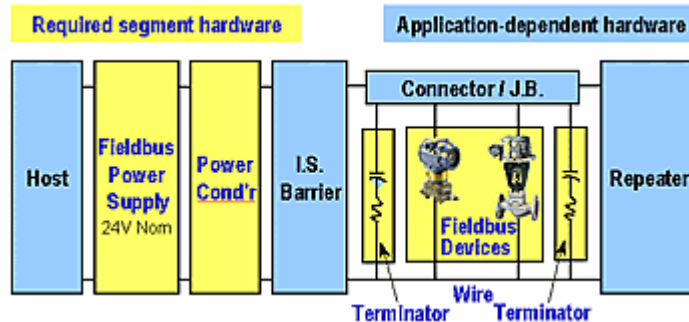 Required segment hardware
Application-dependent hardware
Host
Fieldbus
Power
Supply
24V Nom
Power
Cond'r
I.S.
Barrier
Connector / J.B.
Fieldbus
Devices
Repeater
Wire
Terminator
Terminator